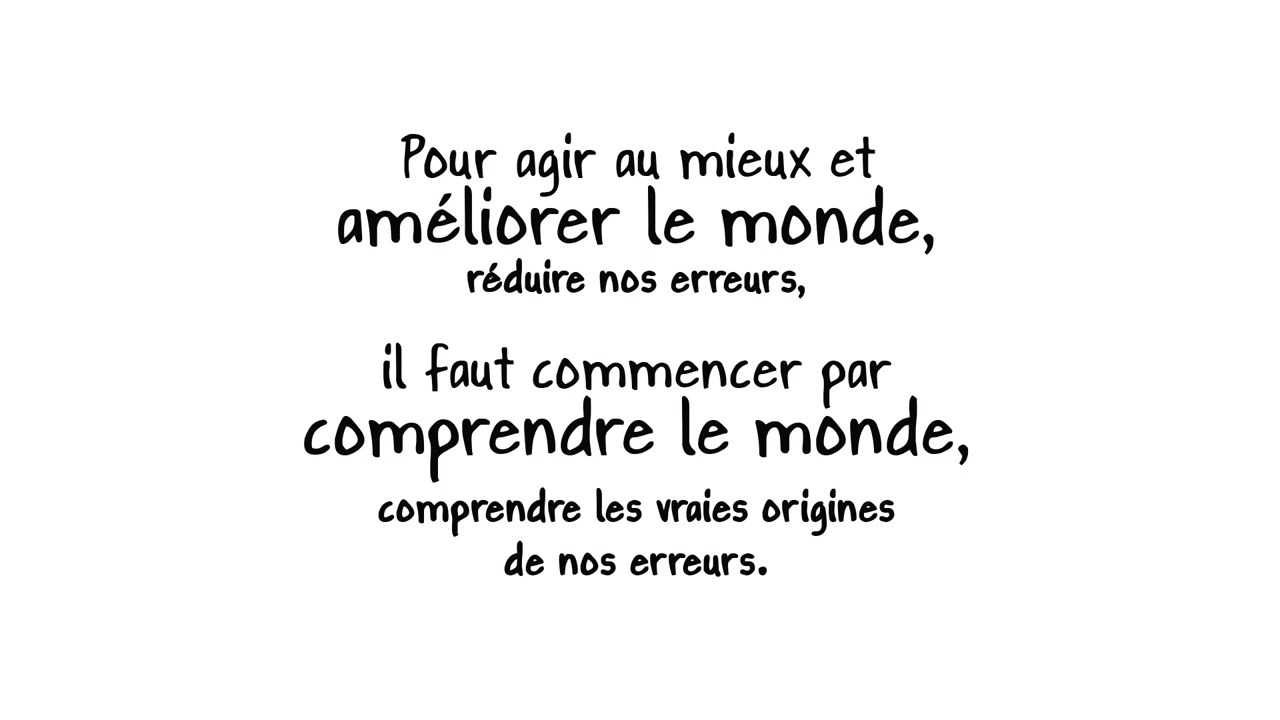 Pour agir au mieux et
améliorer le monde,
réduire nos erreurs,
il faut commencer par
comprendre le monde,
comprendre les vraies origines
de nos erreurs.